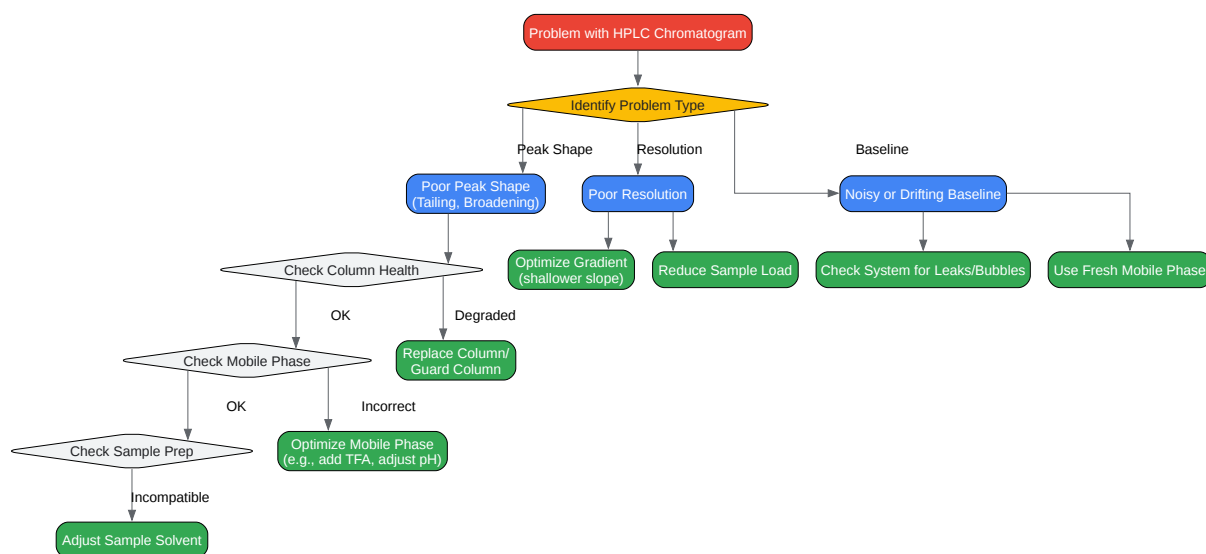 Problem with HPLC Chromatogram
Identify Problem Type
Peak Shape
Resolution
Baseline
Poor Peak Shape
(Tailing, Broadening)
Poor Resolution
Noisy or Drifting Baseline
Check Column Health
Optimize Gradient
(shallower slope)
Reduce Sample Load
Check System for Leaks/Bubbles
Use Fresh Mobile Phase
OK
Degraded
Check Mobile Phase
Replace Column/
Guard Column
OK
Incorrect
Check Sample Prep
Optimize Mobile Phase
(e.g., add TFA, adjust pH)
Incompatible
Adjust Sample Solvent